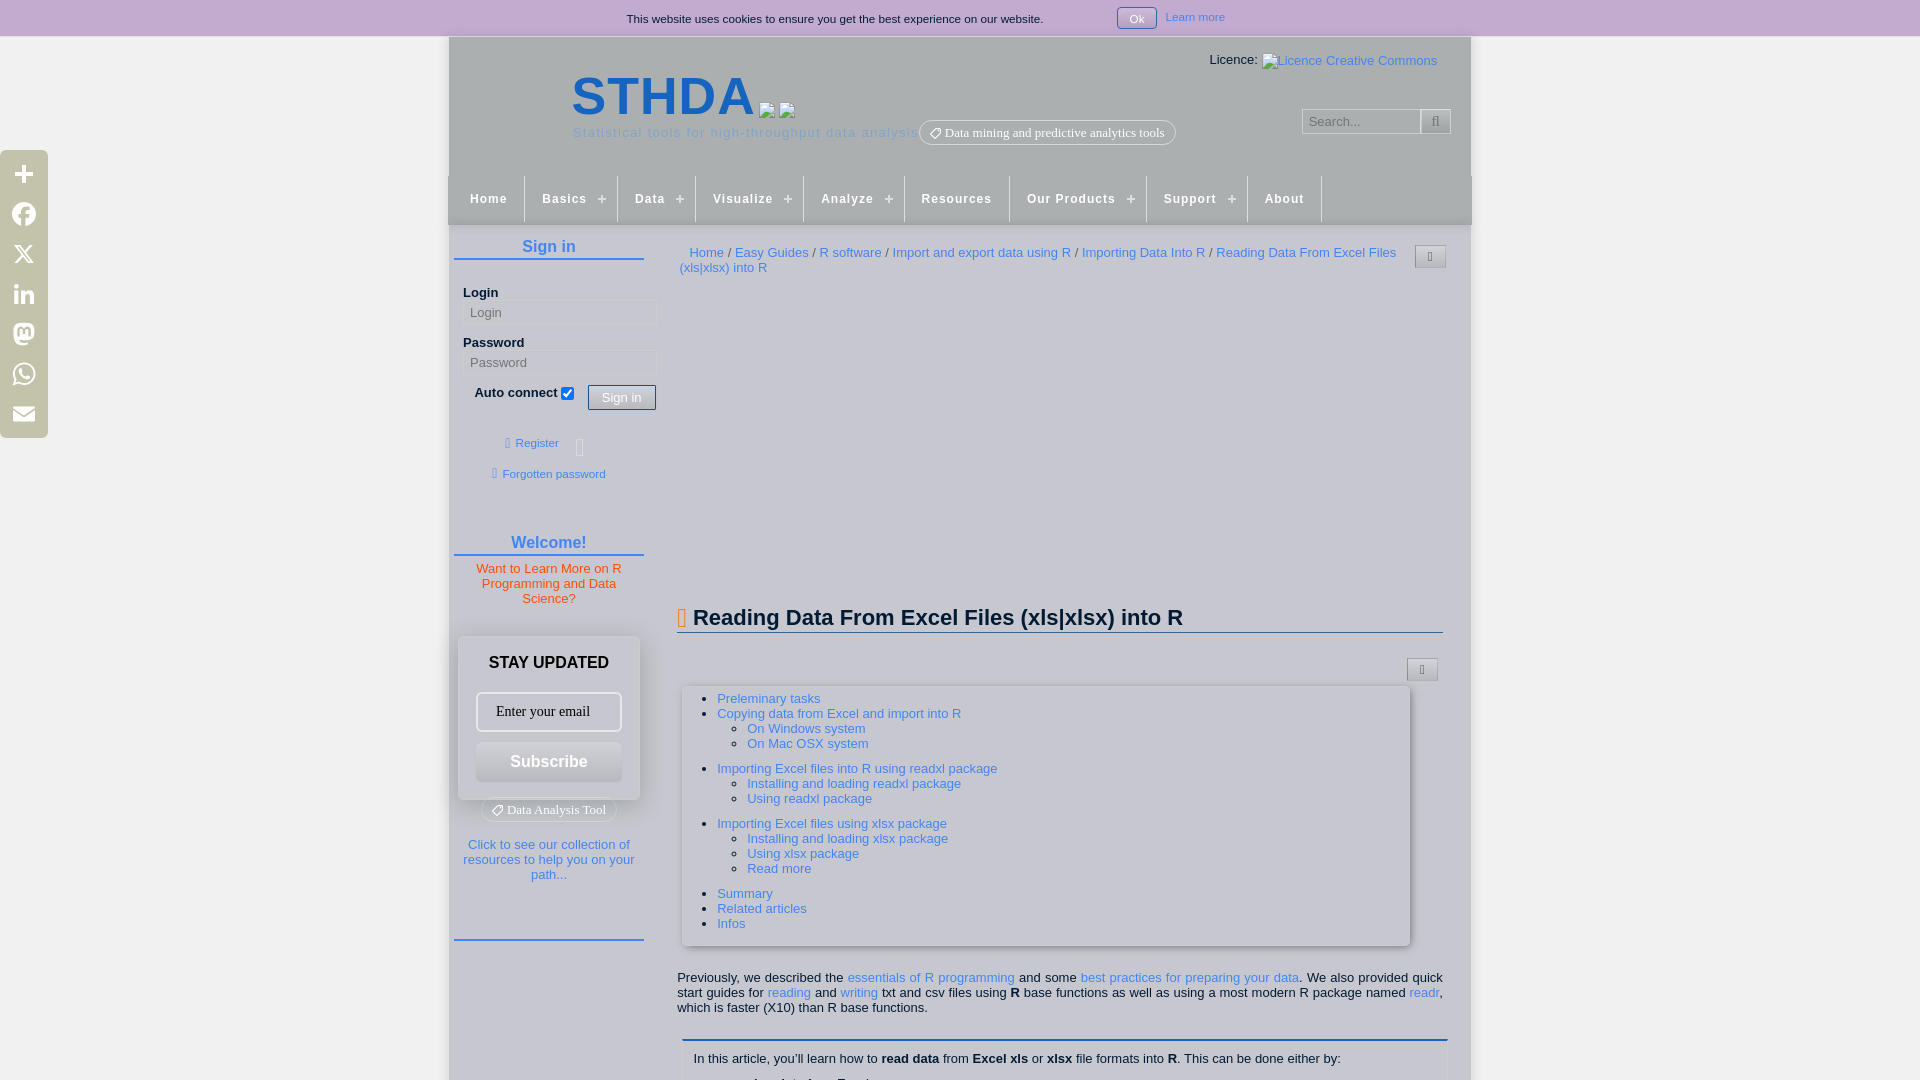 This website uses cookies to ensure you get the best experience on our website. Ok Learn more
Licence: Licence Creative Commons
STHDA
Statistical tools for high-throughput data analysis
Data mining and predictive analytics tools
Search...
Home Basics Data Visualize Analyze Resources Our Products Support About
Sign in
Login
Login
Password
Password
Auto connect Sign in
Register
Forgotten password
Welcome!
Want to Learn More on R
Programming and Data
Science?
STAY UPDATED
Enter your email
Subscribe
Data Analysis Tool
Click to see our collection of
resources to help you on your
path...
Home / Easy Guides / R software / Import and export data using R / Importing Data Into R / Reading Data From Excel Files
(xls|xlsx) into R
Reading Data From Excel Files (xls|xlsx) into R
Preleminary tasks
Copying data from Excel and import into R
On Windows system
On Mac OSX system
Importing Excel files into R using readxl package
Installing and loading readxl package
Using readxl package
Importing Excel files using xlsx package
Installing and loading xlsx package
Using xlsx package
Read more
Summary
Related articles
Infos
Previously, we described the essentials of R programming and some best practices for preparing your data. We also provided quick
start guides for reading and writing txt and csv files using R base functions as well as using a most modern R package named readr,
which is faster (X10) than R base functions.
In this article, you’ll learn how to read data from Excel xls or xlsx file formats into R. This can be done either by: